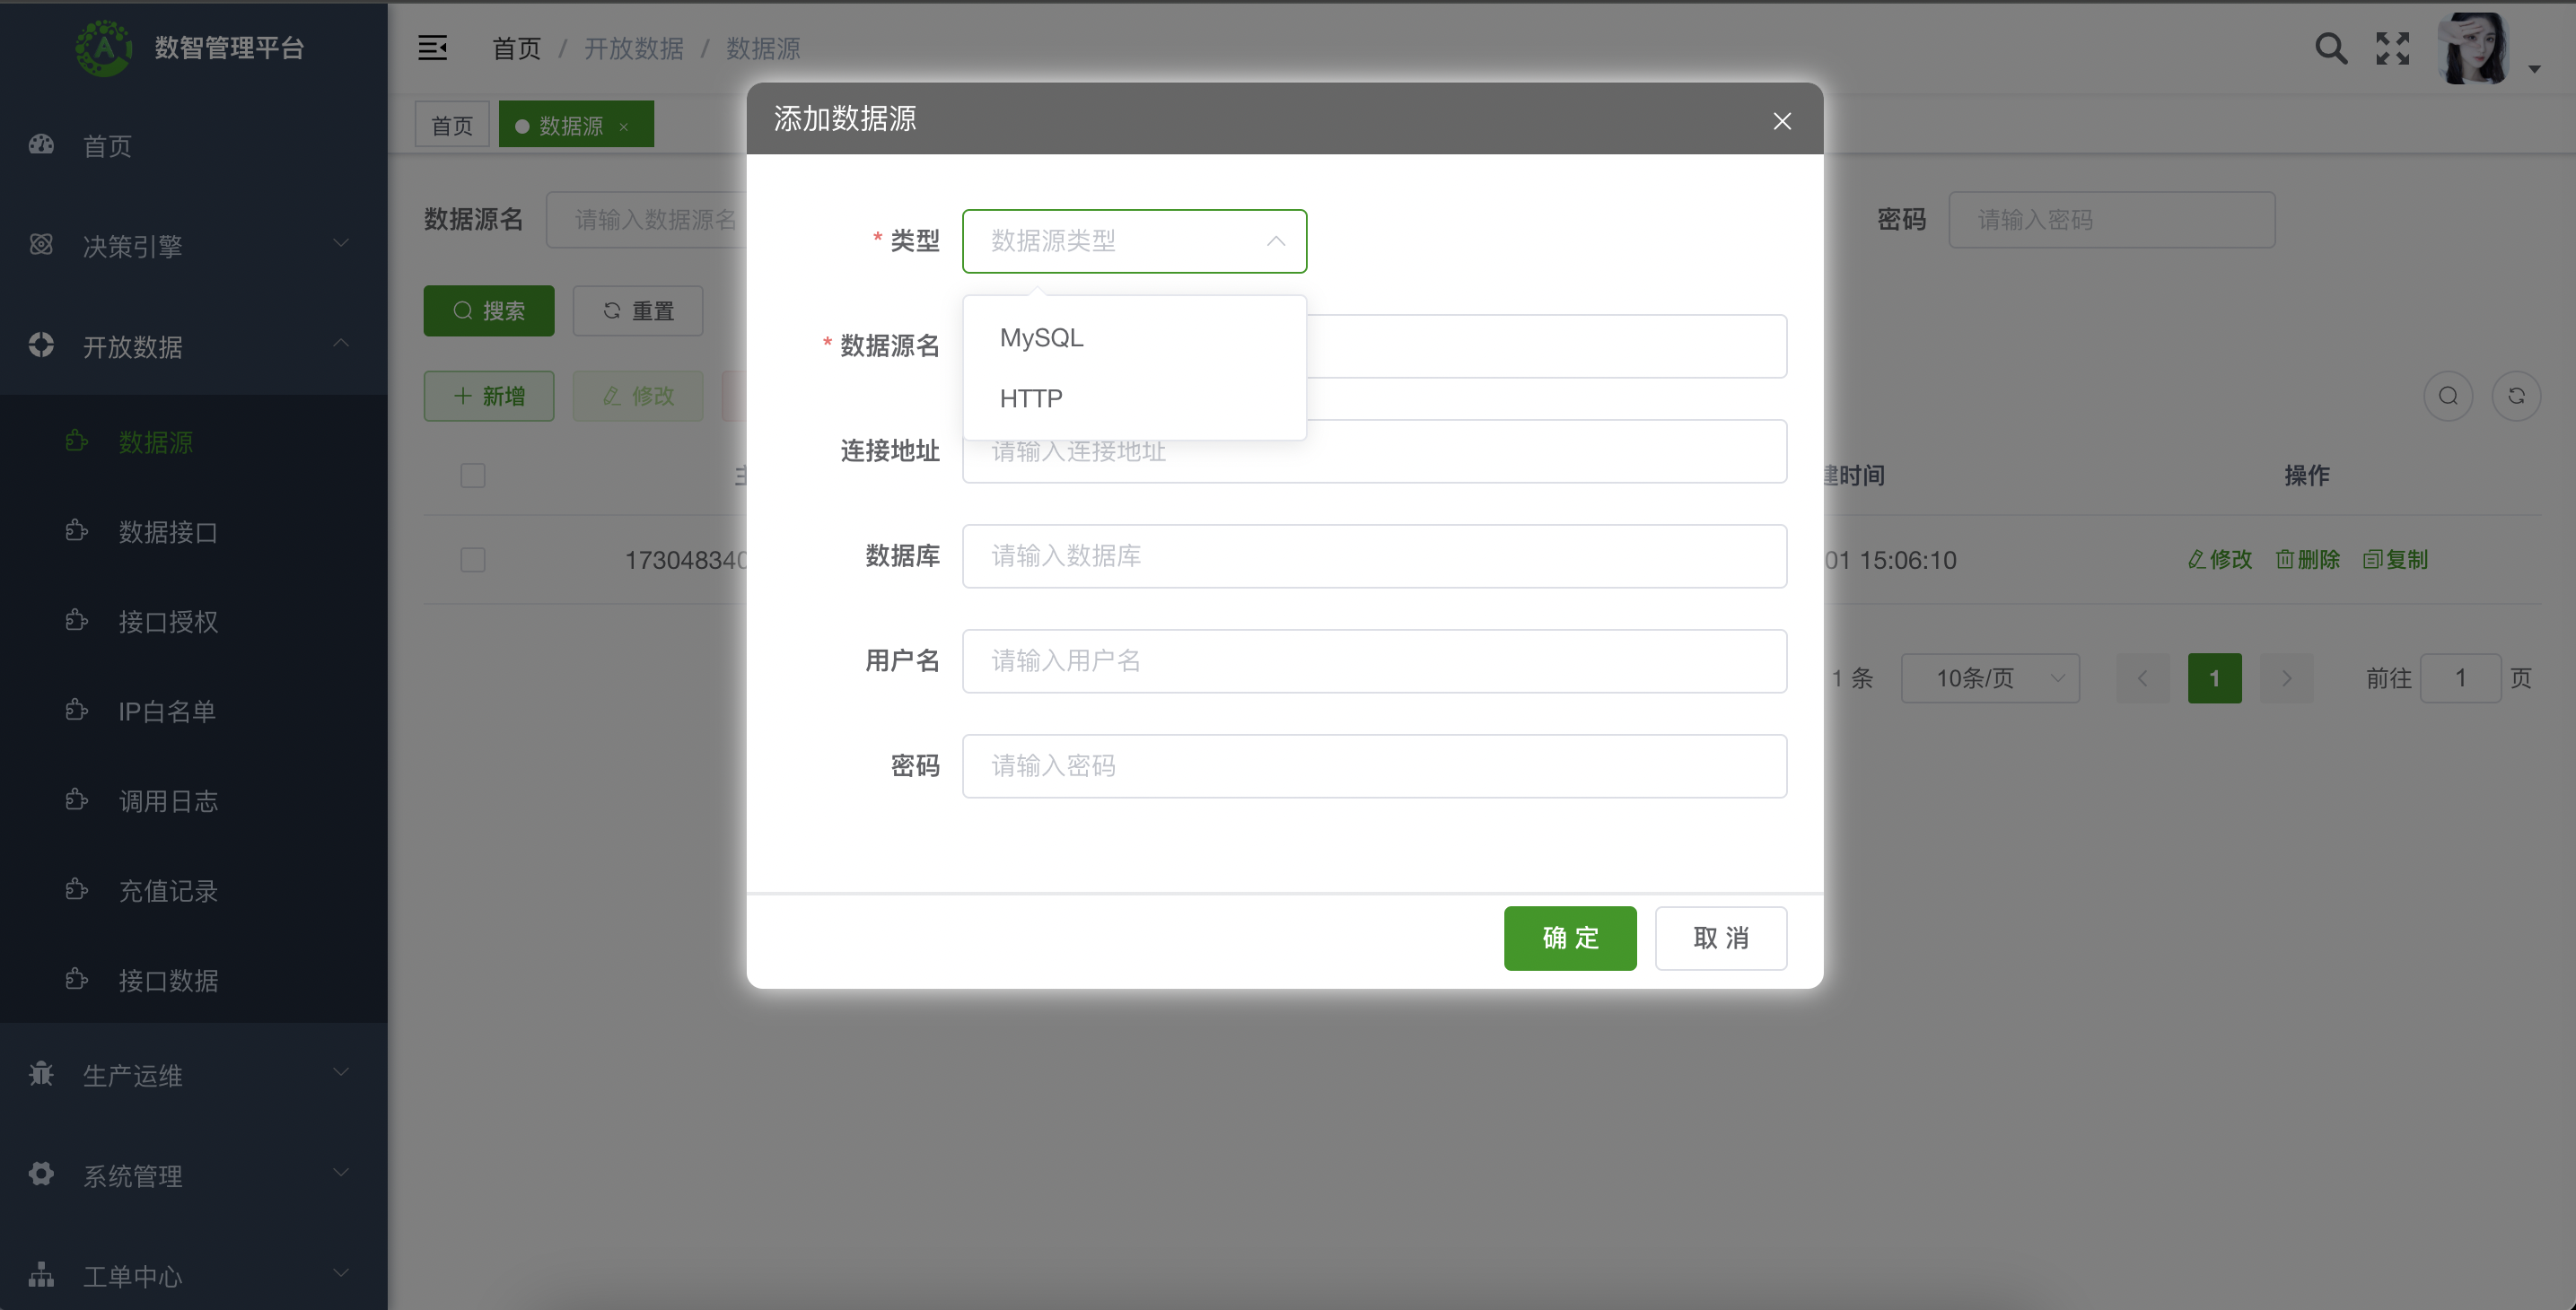 数智管理平台
首页 / 开放数据 / 数据源
首页
数据源 ×
首页
决策引擎
开放数据
数据源
数据接口
接口授权
IP白名单
调用日志
充值记录
接口数据
生产运维
系统管理
工单中心
数据源名 请输入数据源名
密码 请输入密码
搜索 重置
新增 修改
建时间 操作
173048340
01 15:06:10 修改 删除 复制
1 条 10条/页 1 前往 1 页
添加数据源
* 类型 数据源类型
MySQL
HTTP
* 数据源名
连接地址 请输入连接地址
数据库 请输入数据库
用户名 请输入用户名
密码 请输入密码
确 定 取 消